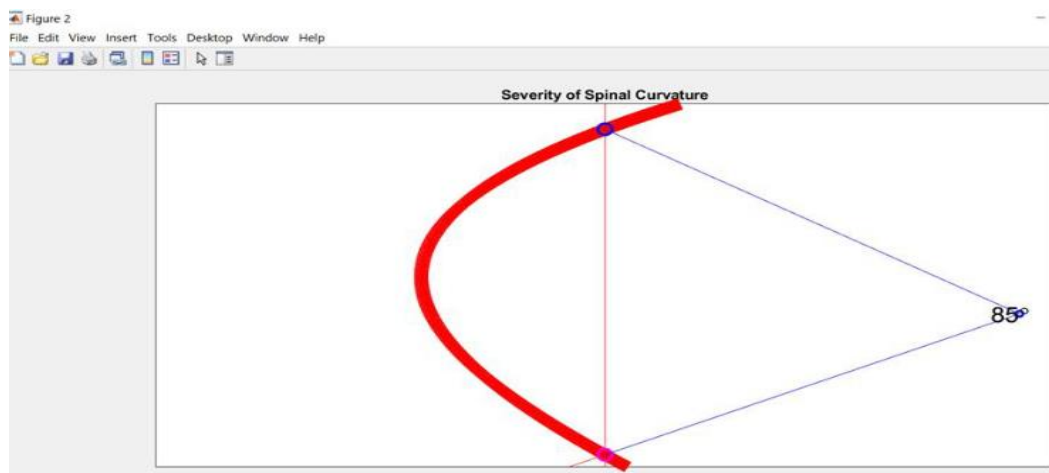 Figure 2
File Edit View Insert Tools Desktop Window Help
Severity of Spinal Curvature
85°